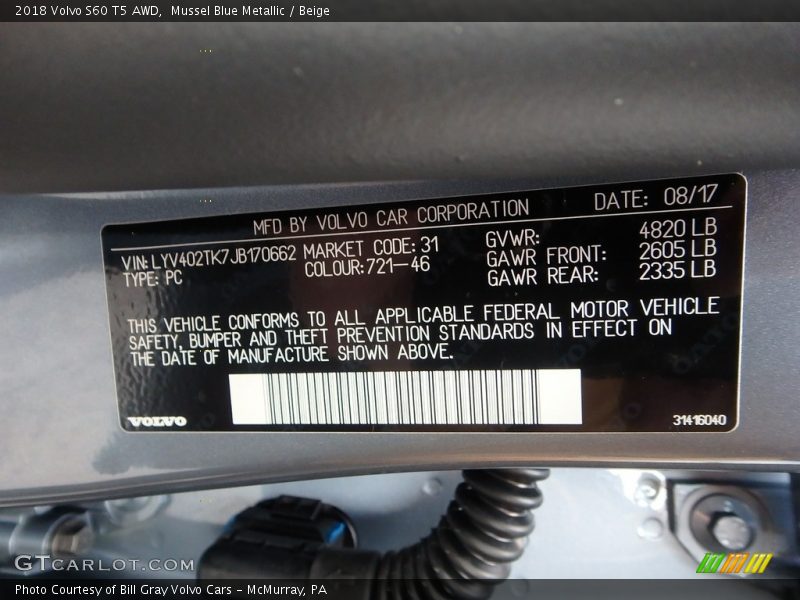 2018 Volvo S60 T5 AWD,  Mussel Blue Metallic / Beige
MFD BY VOLVO CAR CORPORATION DATE: 08/17
VIN: LYV402TK7JB170662 MARKET CODE: 31 GVWR: 4820 LB
TYPE: PC COLOUR: 721-46 GAWR FRONT: 2605 LB
GAWR REAR: 2335 LB
THIS VEHICLE CONFORMS TO ALL APPLICABLE FEDERAL MOTOR VEHICLE
SAFETY, BUMPER AND THEFT PREVENTION STANDARDS IN EFFECT ON
THE DATE OF MANUFACTURE SHOWN ABOVE.
VOLVO 31416040
GTCARLOT.COM
Photo Courtesy of Bill Gray Volvo Cars - McMurray, PA